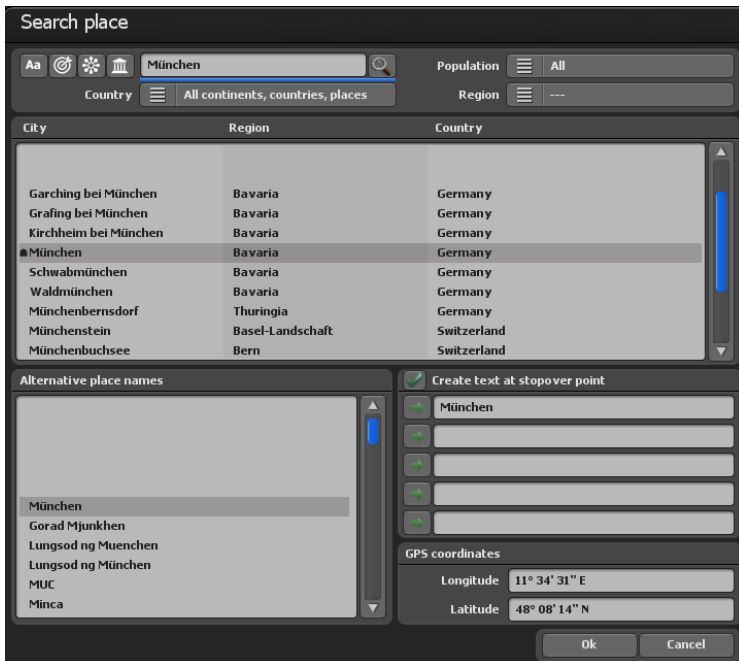 Search place
Aa München Population All
Country All continents, countries, places Region ---
City Region Country
Garching bei München Bavaria Germany
Grafing bei München Bavaria Germany
Kirchheim bei München Bavaria Germany
München Bavaria Germany
Schwabmünchen Bavaria Germany
Waldmünchen Bavaria Germany
Münchenbernsdorf Thuringia Germany
Münchenstein Basel-Landschaft Switzerland
Münchenbuchsee Bern Switzerland
Alternative place names
München
Gorad Mjunkhen
Lungsod ng Muenchen
Lungsod ng München
MUC
Minca
Create text at stopover point
München
GPS coordinates
Longitude 11° 34' 31" E
Latitude 48° 08' 14" N
Ok Cancel